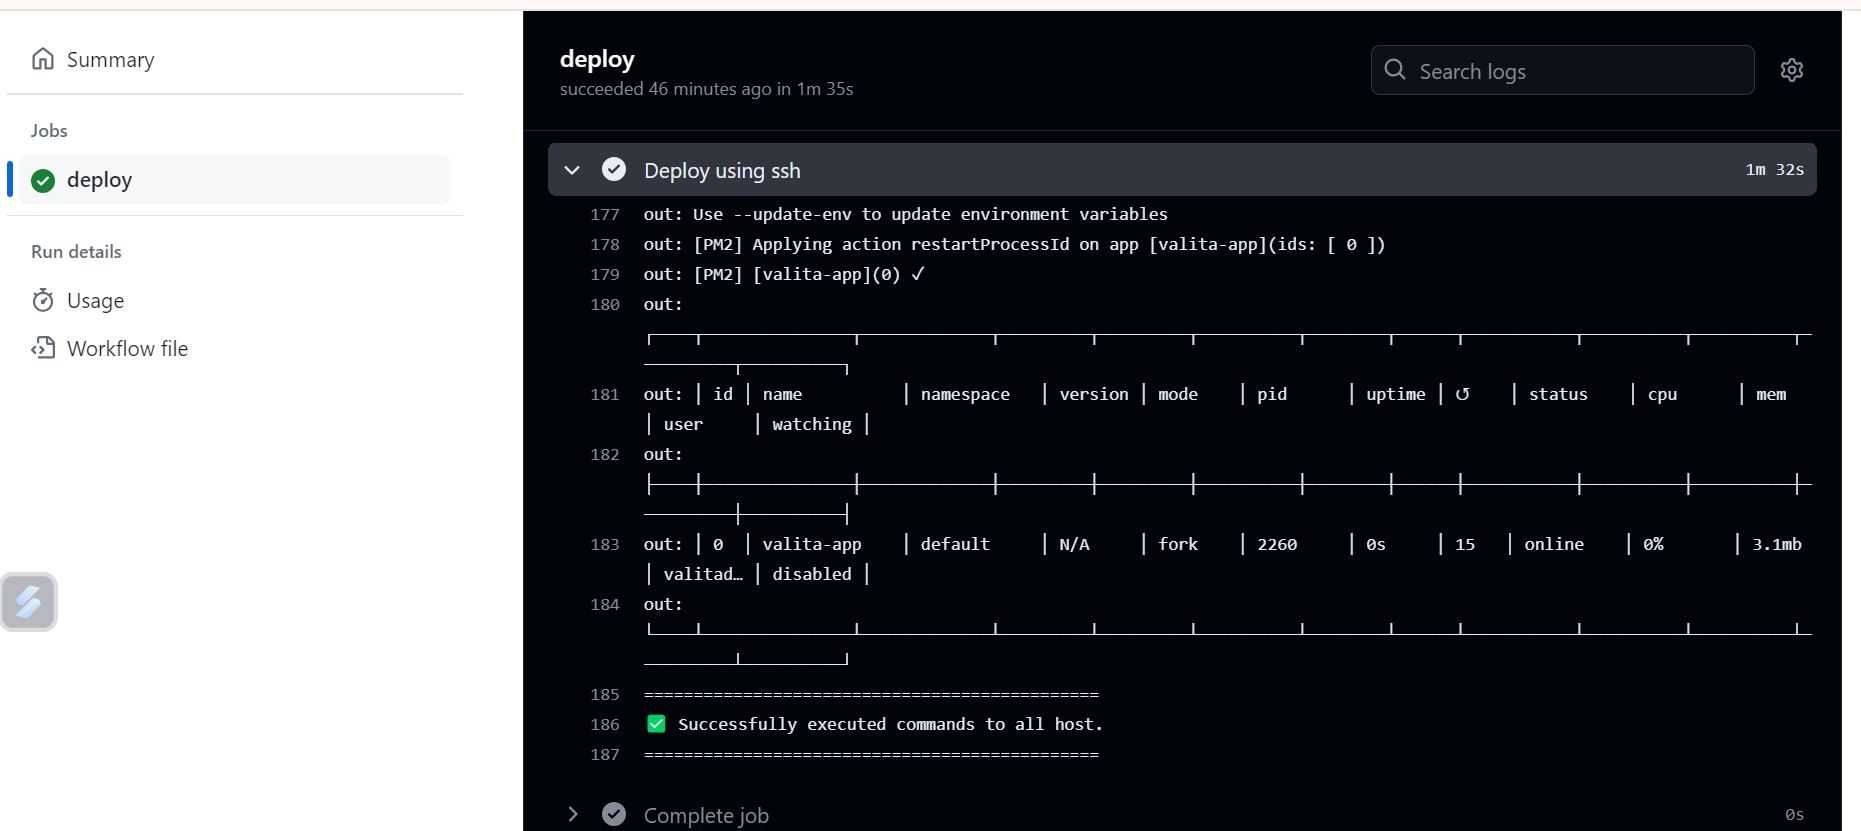 Summary
Jobs
deploy
Run details
Usage
Workflow file
deploy
succeeded 46 minutes ago in 1m 35s
Search logs
Deploy using ssh
1m 32s
177 out: Use --update-env to update environment variables
178 out: [PM2] Applying action restartProcessId on app [valita-app](ids: [ 0 ])
179 out: [PM2] [valita-app](0) ✓
180 out:
┌────┬────────────────┬─────────────┬─────────┬─────────┬──────────┬────────┬──────┬───────────┬──────────┬──────────┬─
─────────┬──────────┐
181 out: │ id │ name │ namespace │ version │ mode │ pid │ uptime │ ↺ │ status │ cpu │ mem
│ user │ watching │
182 out:
├────┼────────────────┼─────────────┼─────────┼─────────┼──────────┼────────┼──────┼───────────┼──────────┼──────────┼─
─────────┼──────────┤
183 out: │ 0 │ valita-app │ default │ N/A │ fork │ 2260 │ 0s │ 15 │ online │ 0% │ 3.1mb
│ valitad… │ disabled │
184 out:
└────┴────────────────┴─────────────┴─────────┴─────────┴──────────┴────────┴──────┴───────────┴──────────┴──────────┴─
─────────┴──────────┘
185 ==============================================
186 ✅ Successfully executed commands to all host.
187 ==============================================
Complete job
0s